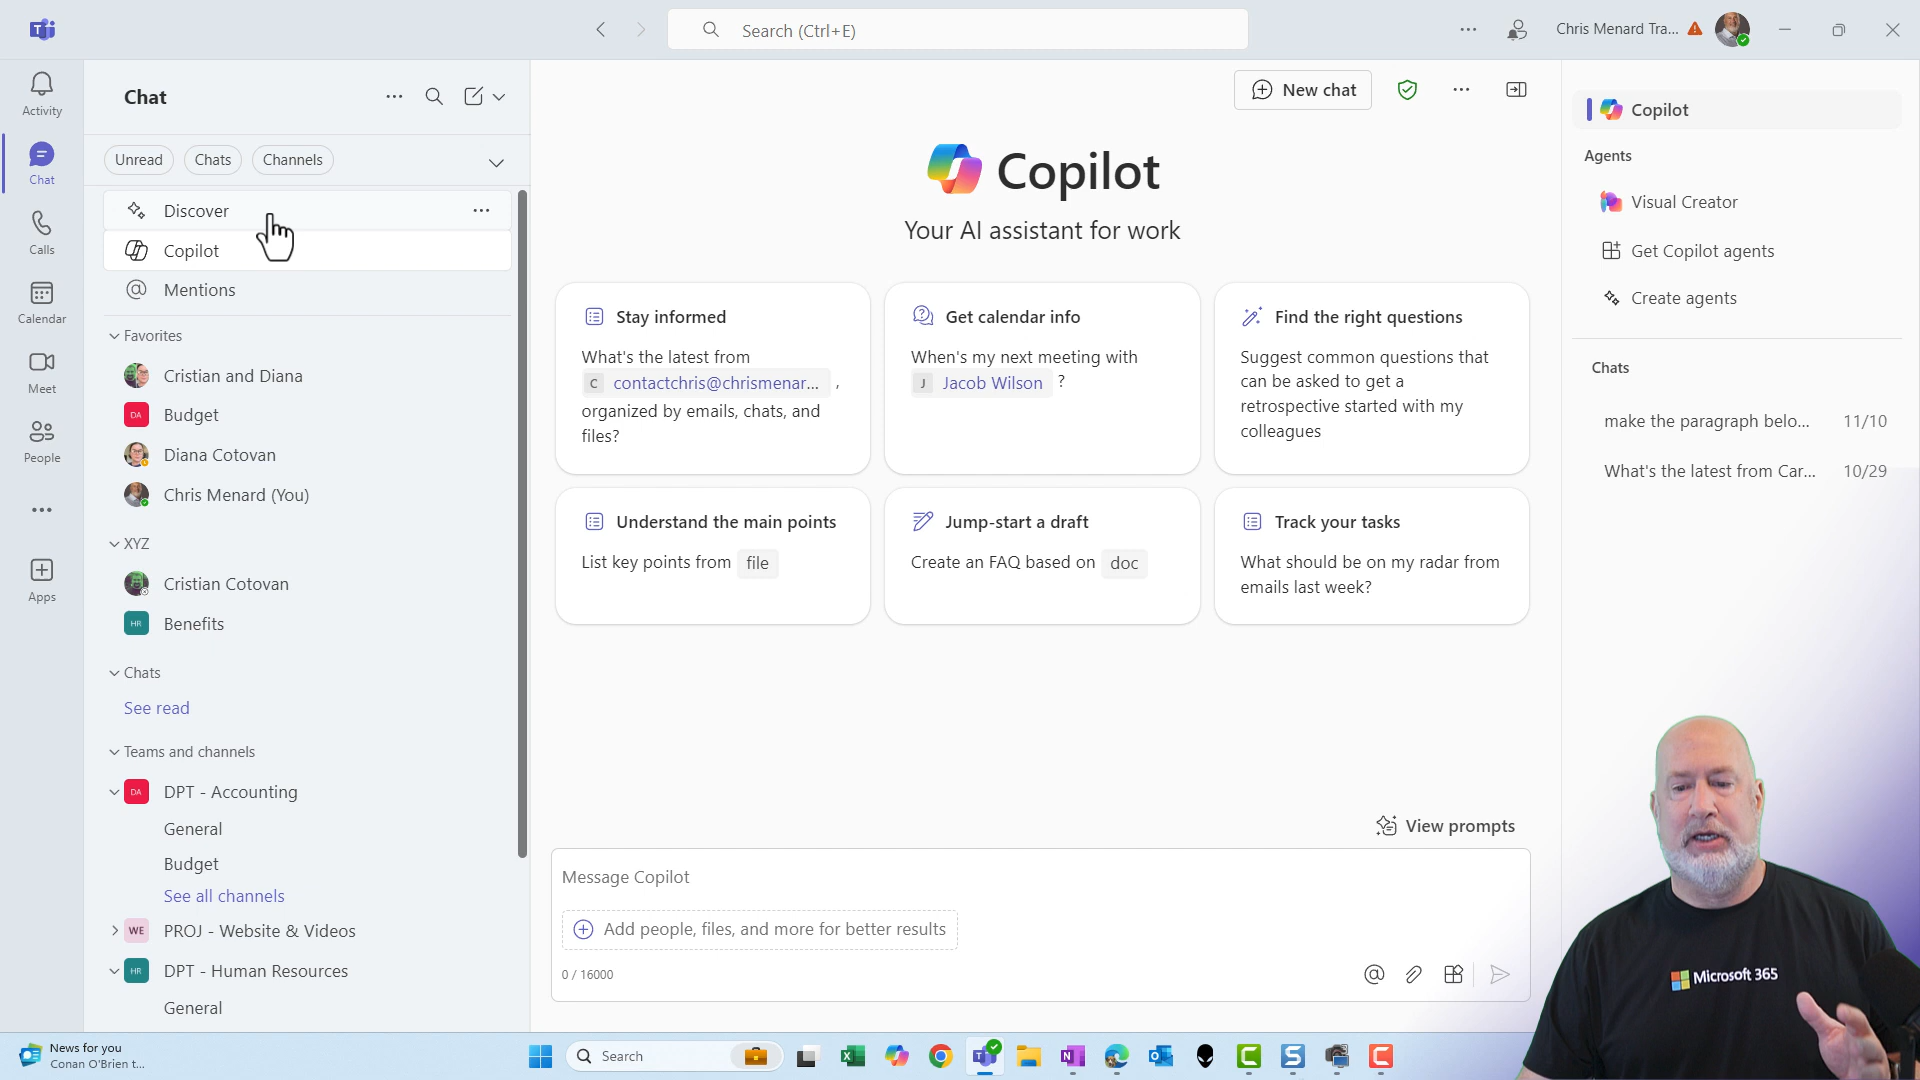 Search (Ctrl+E)
Chris Menard Tra...
Activity
Chat
Calls
Calendar
Meet
People
Apps
Chat
Unread
Chats
Channels
Discover
Copilot
Mentions
Favorites
Cristian and Diana
DA Budget
Diana Cotovan
Chris Menard (You)
XYZ
Cristian Cotovan
HR Benefits
Chats
See read
Teams and channels
DA DPT - Accounting
General
Budget
See all channels
WE PROJ - Website & Videos
HR DPT - Human Resources
General
New chat
Copilot
Your AI assistant for work
Stay informed
What's the latest from
C contactchris@chrismenar... ,
organized by emails, chats, and
files?
Get calendar info
When's my next meeting with
J Jacob Wilson ?
Find the right questions
Suggest common questions that
can be asked to get a
retrospective started with my
colleagues
Understand the main points
List key points from file
Jump-start a draft
Create an FAQ based on doc
Track your tasks
What should be on my radar from
emails last week?
View prompts
Message Copilot
Add people, files, and more for better results
0 / 16000
Copilot
Agents
Visual Creator
Get Copilot agents
Create agents
Chats
make the paragraph belo... 11/10
What's the latest from Car... 10/29
Microsoft 365
News for you
Conan O'Brien t...
Search